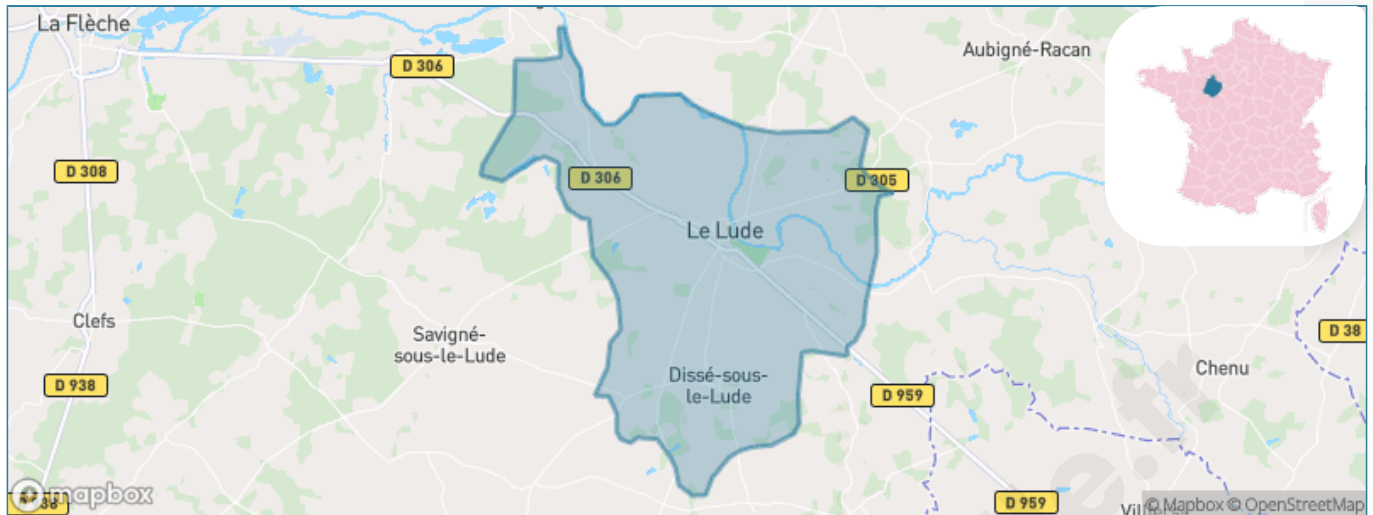 La Flèche
D 306
Aubigné-Racan
D 308
D 306
D 305
Le Lude
Clefs
Savigné-
sous-le-Lude
D 38
Dissé-sous-
le-Lude
Chenu
D 938
D 959
e.fr
mapbox
D 959
© Mapbox © OpenStreetMap